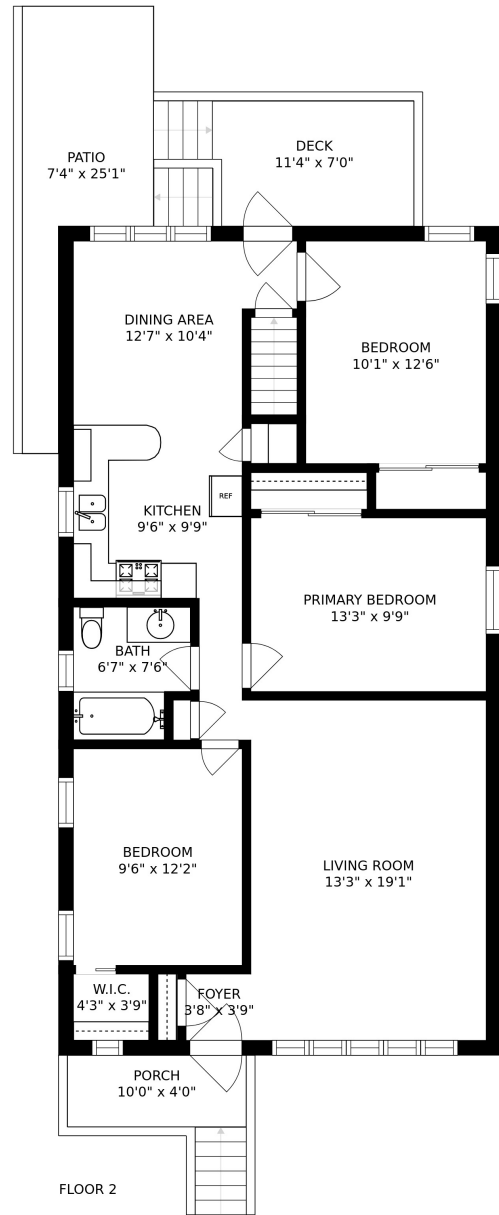 PATIO
7'4" x 25'1"
DECK
11'4" x 7'0"
DINING AREA
12'7" x 10'4"
BEDROOM
10'1" x 12'6"
REF
KITCHEN
9'6" x 9'9"
PRIMARY BEDROOM
13'3" x 9'9"
BATH
6'7" x 7'6"
BEDROOM
9'6" x 12'2"
LIVING ROOM
13'3" x 19'1"
W.I.C.
4'3" x 3'9"
FOYER
3'8" x 3'9"
PORCH
10'0" x 4'0"
FLOOR 2